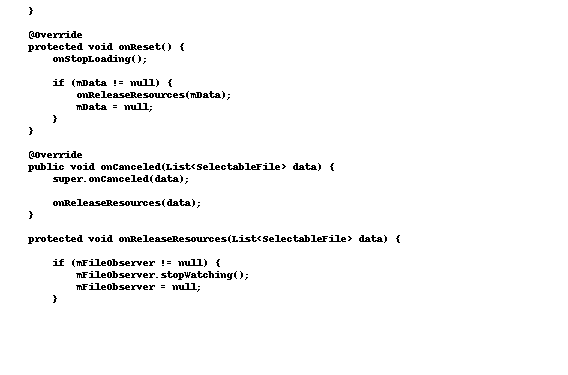 }

@Override
protected void onReset() {
    onStopLoading();

    if (mData != null) {
        onReleaseResources(mData);
        mData = null;
    }
}

@Override
public void onCanceled(List<SelectableFile> data) {
    super.onCanceled(data);

    onReleaseResources(data);
}

protected void onReleaseResources(List<SelectableFile> data) {

    if (mFileObserver != null) {
        mFileObserver.stopWatching();
        mFileObserver = null;
    }